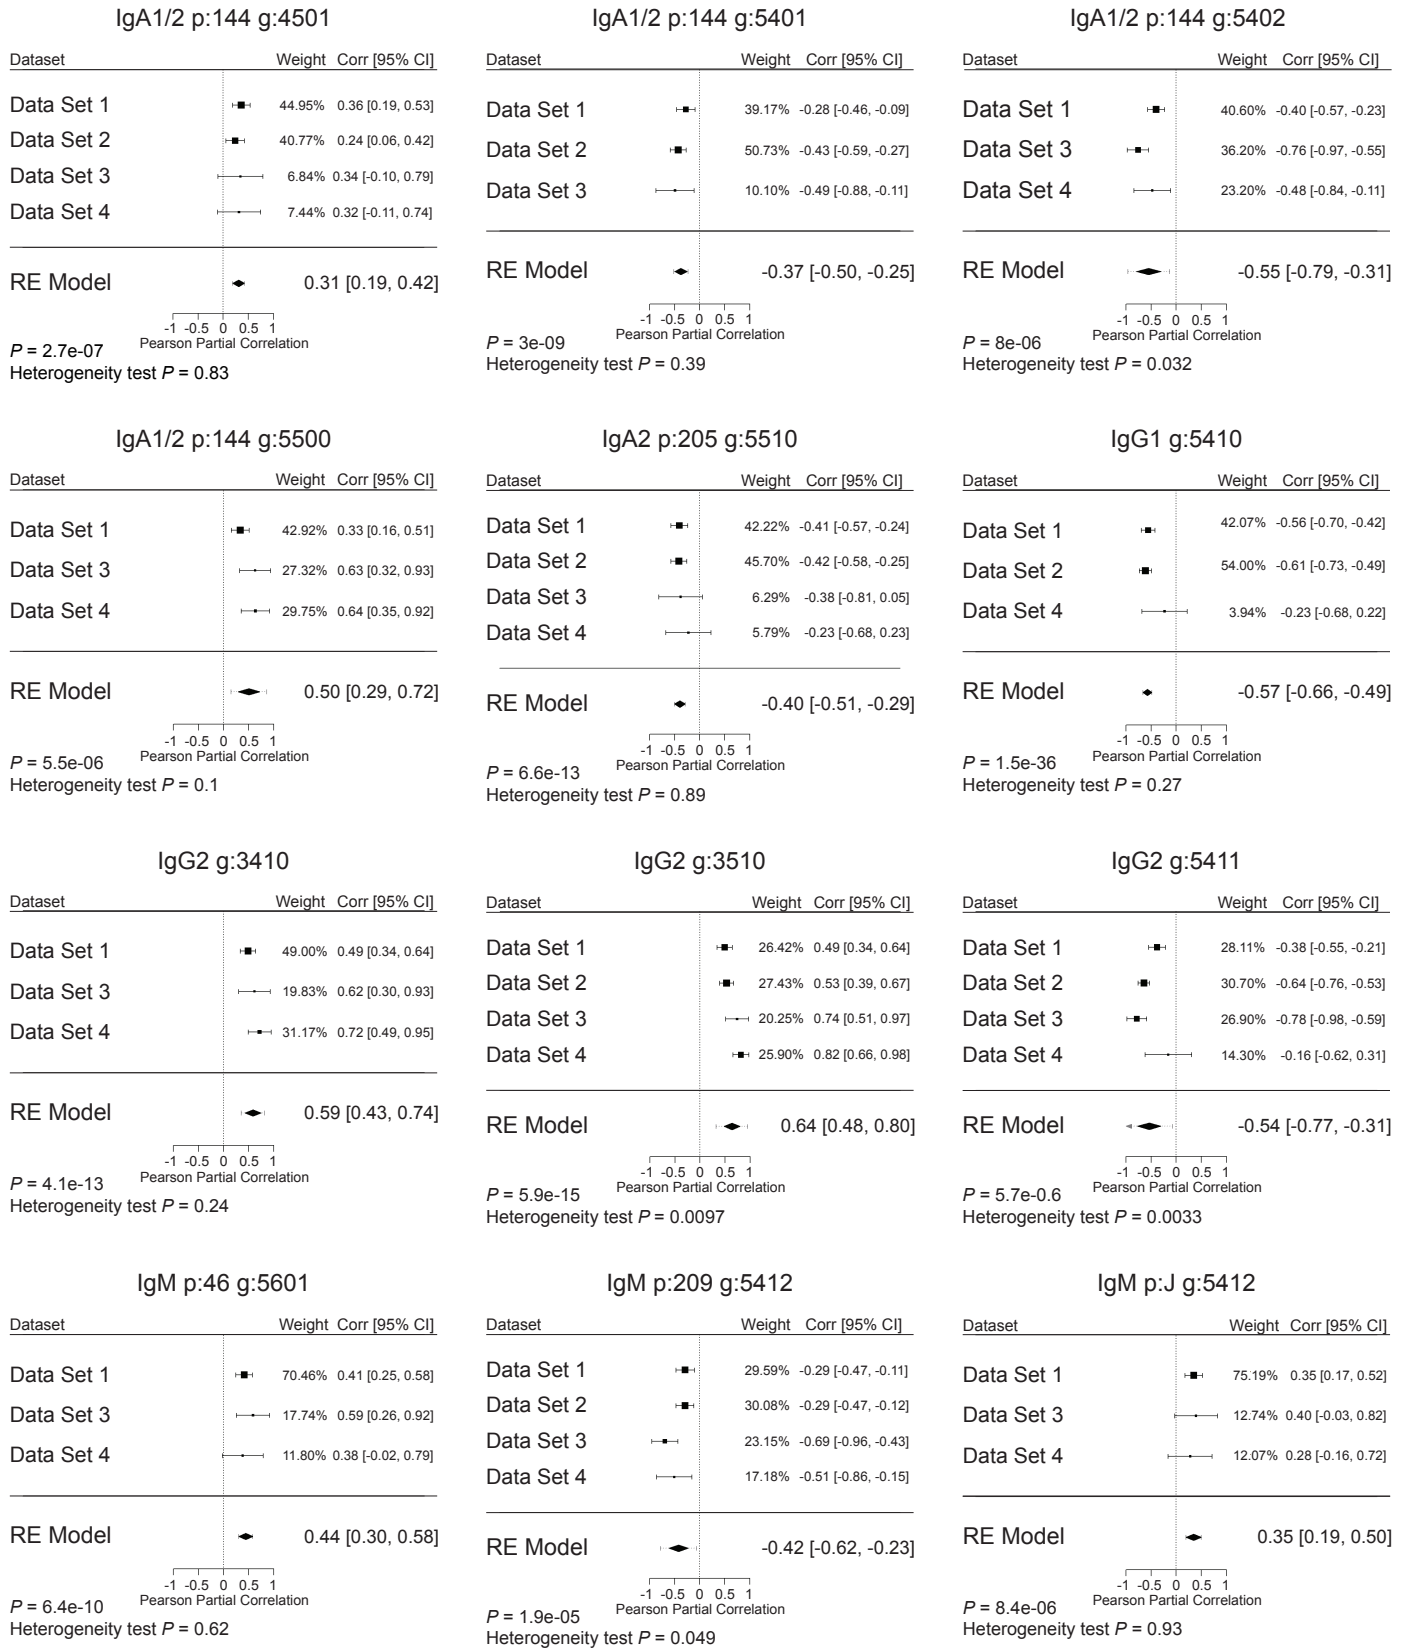 IgA1/2 p:144 g:4501
Dataset Weight Corr [95% CI]
Data Set 1 44.95% 0.36 [0.19, 0.53]
Data Set 2 40.77% 0.24 [0.06, 0.42]
Data Set 3 6.84% 0.34 [-0.10, 0.79]
Data Set 4 7.44% 0.32 [-0.11, 0.74]
RE Model 0.31 [0.19, 0.42]
-1 -0.5 0 0.5 1
Pearson Partial Correlation
P = 2.7e-07
Heterogeneity test P = 0.83
IgA1/2 p:144 g:5401
Dataset Weight Corr [95% CI]
Data Set 1 39.17% -0.28 [-0.46, -0.09]
Data Set 2 50.73% -0.43 [-0.59, -0.27]
Data Set 3 10.10% -0.49 [-0.88, -0.11]
RE Model -0.37 [-0.50, -0.25]
-1 -0.5 0 0.5 1
Pearson Partial Correlation
P = 3e-09
Heterogeneity test P = 0.39
IgA1/2 p:144 g:5402
Dataset Weight Corr [95% CI]
Data Set 1 40.60% -0.40 [-0.57, -0.23]
Data Set 3 36.20% -0.76 [-0.97, -0.55]
Data Set 4 23.20% -0.48 [-0.84, -0.11]
RE Model -0.55 [-0.79, -0.31]
-1 -0.5 0 0.5 1
Pearson Partial Correlation
P = 8e-06
Heterogeneity test P = 0.032
IgA1/2 p:144 g:5500
Dataset Weight Corr [95% CI]
Data Set 1 42.92% 0.33 [0.16, 0.51]
Data Set 3 27.32% 0.63 [0.32, 0.93]
Data Set 4 29.75% 0.64 [0.35, 0.92]
RE Model 0.50 [0.29, 0.72]
-1 -0.5 0 0.5 1
Pearson Partial Correlation
P = 5.5e-06
Heterogeneity test P = 0.1
IgA2 p:205 g:5510
Dataset Weight Corr [95% CI]
Data Set 1 42.22% -0.41 [-0.57, -0.24]
Data Set 2 45.70% -0.42 [-0.58, -0.25]
Data Set 3 6.29% -0.38 [-0.81, 0.05]
Data Set 4 5.79% -0.23 [-0.68, 0.23]
RE Model -0.40 [-0.51, -0.29]
-1 -0.5 0 0.5 1
Pearson Partial Correlation
P = 6.6e-13
Heterogeneity test P = 0.89
IgG1 g:5410
Dataset Weight Corr [95% CI]
Data Set 1 42.07% -0.56 [-0.70, -0.42]
Data Set 2 54.00% -0.61 [-0.73, -0.49]
Data Set 4 3.94% -0.23 [-0.68, 0.22]
RE Model -0.57 [-0.66, -0.49]
-1 -0.5 0 0.5 1
Pearson Partial Correlation
P = 1.5e-36
Heterogeneity test P = 0.27
IgG2 g:3410
Dataset Weight Corr [95% CI]
Data Set 1 49.00% 0.49 [0.34, 0.64]
Data Set 3 19.83% 0.62 [0.30, 0.93]
Data Set 4 31.17% 0.72 [0.49, 0.95]
RE Model 0.59 [0.43, 0.74]
-1 -0.5 0 0.5 1
Pearson Partial Correlation
P = 4.1e-13
Heterogeneity test P = 0.24
IgG2 g:3510
Dataset Weight Corr [95% CI]
Data Set 1 26.42% 0.49 [0.34, 0.64]
Data Set 2 27.43% 0.53 [0.39, 0.67]
Data Set 3 20.25% 0.74 [0.51, 0.97]
Data Set 4 25.90% 0.82 [0.66, 0.98]
RE Model 0.64 [0.48, 0.80]
-1 -0.5 0 0.5 1
Pearson Partial Correlation
P = 5.9e-15
Heterogeneity test P = 0.0097
IgG2 g:5411
Dataset Weight Corr [95% CI]
Data Set 1 28.11% -0.38 [-0.55, -0.21]
Data Set 2 30.70% -0.64 [-0.76, -0.53]
Data Set 3 26.90% -0.78 [-0.98, -0.59]
Data Set 4 14.30% -0.16 [-0.62, 0.31]
RE Model -0.54 [-0.77, -0.31]
-1 -0.5 0 0.5 1
Pearson Partial Correlation
P = 5.7e-0.6
Heterogeneity test P = 0.0033
IgM p:46 g:5601
Dataset Weight Corr [95% CI]
Data Set 1 70.46% 0.41 [0.25, 0.58]
Data Set 3 17.74% 0.59 [0.26, 0.92]
Data Set 4 11.80% 0.38 [-0.02, 0.79]
RE Model 0.44 [0.30, 0.58]
-1 -0.5 0 0.5 1
Pearson Partial Correlation
P = 6.4e-10
Heterogeneity test P = 0.62
IgM p:209 g:5412
Dataset Weight Corr [95% CI]
Data Set 1 29.59% -0.29 [-0.47, -0.11]
Data Set 2 30.08% -0.29 [-0.47, -0.12]
Data Set 3 23.15% -0.69 [-0.96, -0.43]
Data Set 4 17.18% -0.51 [-0.86, -0.15]
RE Model -0.42 [-0.62, -0.23]
-1 -0.5 0 0.5 1
Pearson Partial Correlation
P = 1.9e-05
Heterogeneity test P = 0.049
IgM p:J g:5412
Dataset Weight Corr [95% CI]
Data Set 1 75.19% 0.35 [0.17, 0.52]
Data Set 3 12.74% 0.40 [-0.03, 0.82]
Data Set 4 12.07% 0.28 [-0.16, 0.72]
RE Model 0.35 [0.19, 0.50]
-1 -0.5 0 0.5 1
Pearson Partial Correlation
P = 8.4e-06
Heterogeneity test P = 0.93